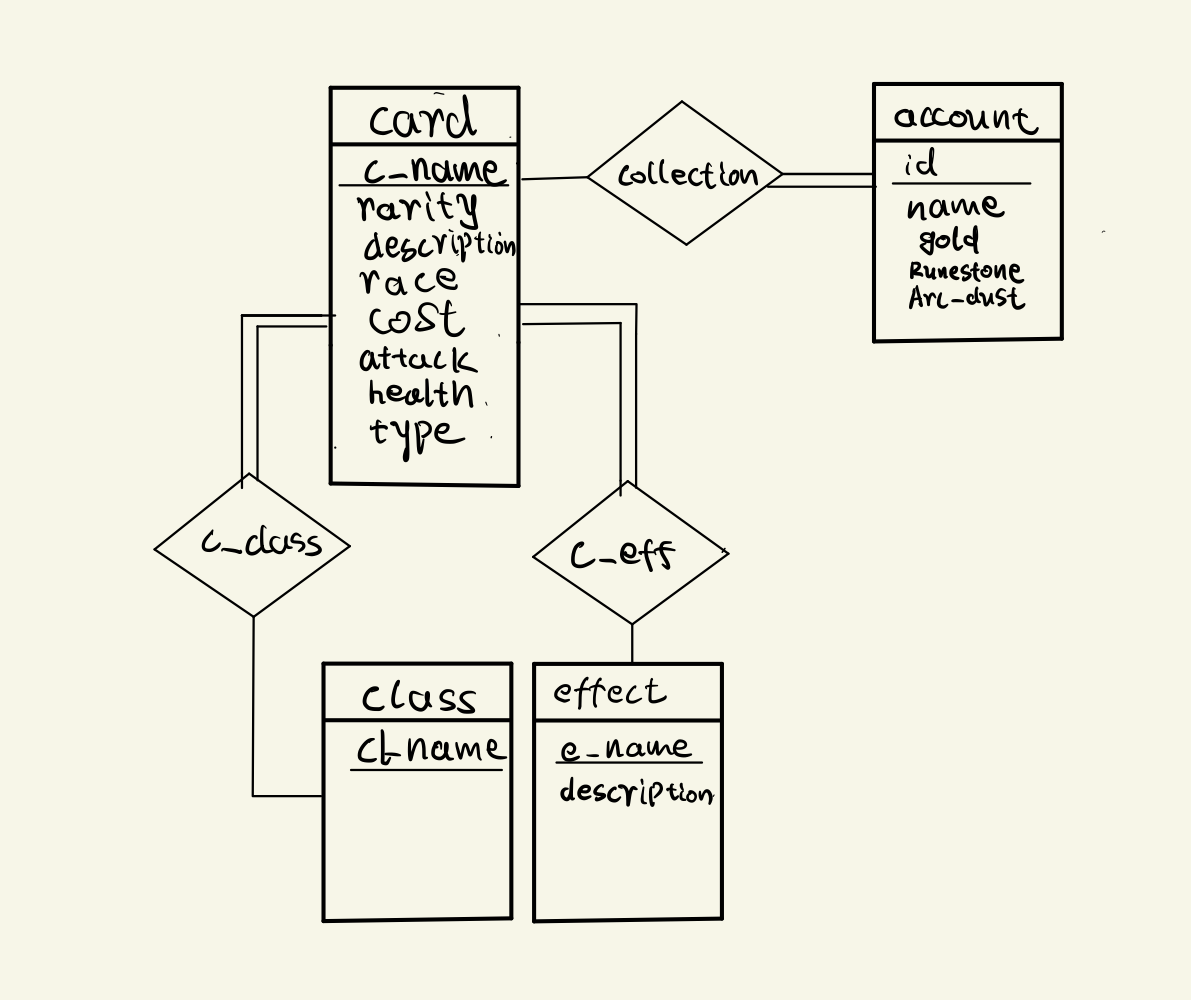 card
c_name
rarity
description
race
cost
attack
health
type
collection
account
id
name
gold
Runestone
Arc-dust
c_class
c_eff
class
cl_name
effect
e_name
description